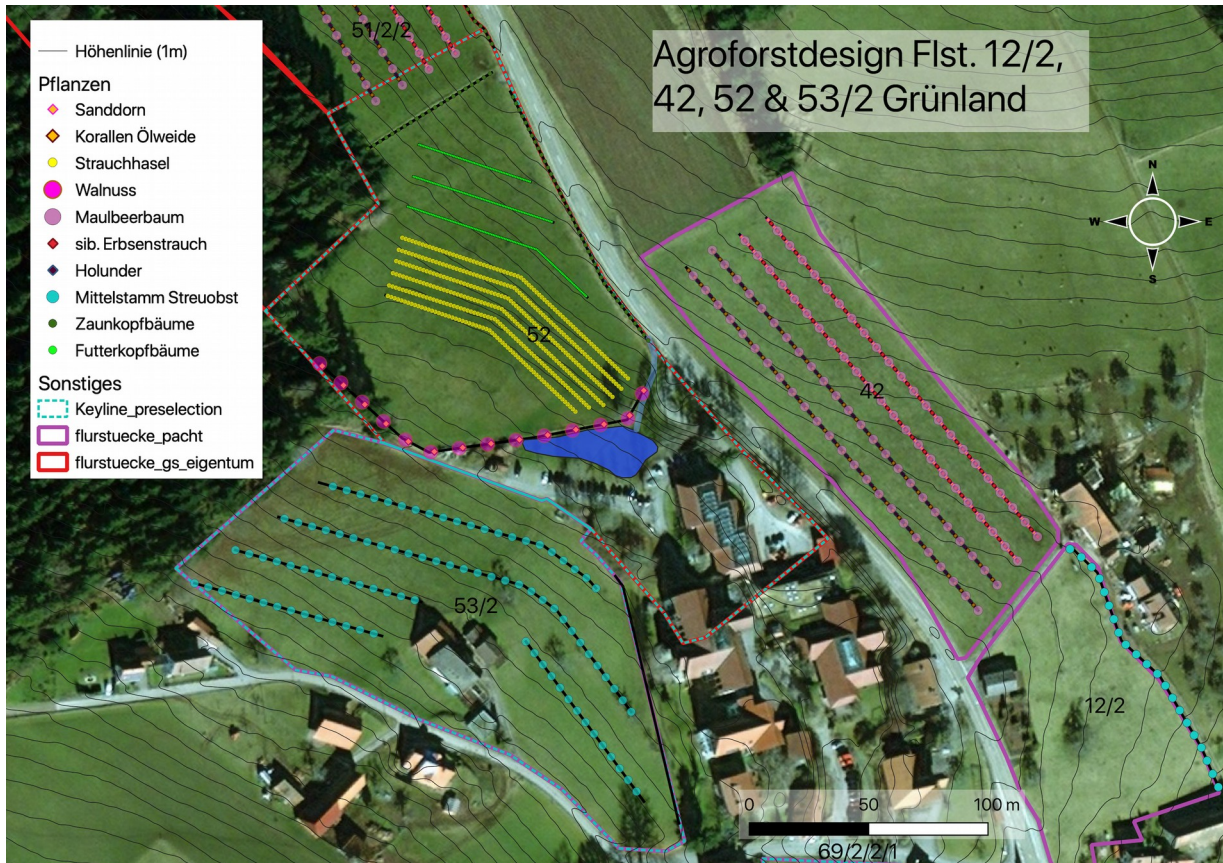 51/2/2
Agroforstdesign Flst. 12/2,
42, 52 & 53/2 Grünland
Höhenlinie (1m)
Pflanzen
Sanddorn
Korallen Ölweide
Strauchhasel
Walnuss
Maulbeerbaum
sib. Erbsenstrauch
Holunder
Mittelstamm Streuobst
Zaunkopfbäume
Futterkopfbäume
Sonstiges
Keyline_preselection
flurstuecke_pacht
flurstuecke_gs_eigentum
N
W
E
S
52
42
53/2
12/2
0 50 100 m
69/2/2/1